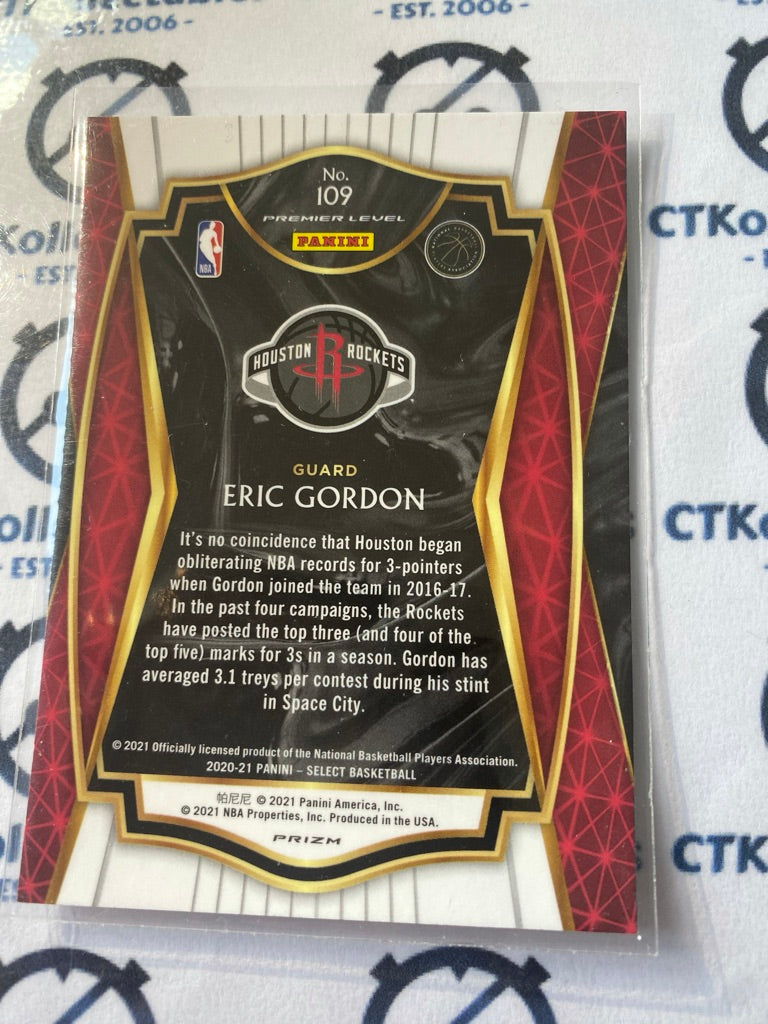 - EST. 2006 -
- EST. 2006 -
No.
109
PREMIER LEVEL
PANINI
NBA
CTKo
- EST.
HOUSTON R ROCKETS
GUARD
ERIC GORDON
CTKo
- EST
It's no coincidence that Houston began
obliterating NBA records for 3-pointers
when Gordon joined the team in 2016-17.
In the past four campaigns, the Rockets
have posted the top three (and four of the
top five) marks for 3s in a season. Gordon has
averaged 3.1 treys per contest during his stint
in Space City.
© 2021 Officially licensed product of the National Basketball Players Association.
2020-21 PANINI – SELECT BASKETBALL
帕尼尼 © 2021 Panini America, Inc.
© 2021 NBA Properties, Inc. Produced in the USA.
PRIZM
CTK